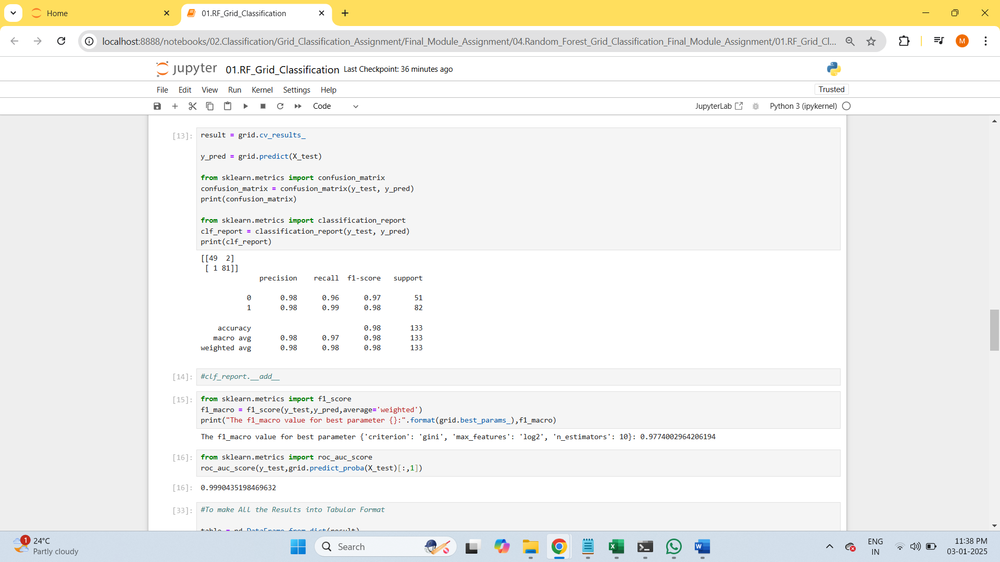 Home
01.RF_Grid_Classification
localhost:8888/notebooks/02.Classification/Grid_Classification_Assignment/Final_Module_Assignment/04.Random_Forest_Grid_Classification_Final_Module_Assignment/01.RF_Grid_Cl...
M
jupyter 01.RF_Grid_Classification Last Checkpoint: 36 minutes ago
File Edit View Run Kernel Settings Help
Trusted
Code
JupyterLab Python 3 (ipykernel)
[13]: result = grid.cv_results_
y_pred = grid.predict(X_test)
from sklearn.metrics import confusion_matrix
confusion_matrix = confusion_matrix(y_test, y_pred)
print(confusion_matrix)
from sklearn.metrics import classification_report
clf_report = classification_report(y_test, y_pred)
print(clf_report)
[[49  2]
[ 1 81]]
precision recall f1-score support
0 0.98 0.96 0.97 51
1 0.98 0.99 0.98 82
accuracy 0.98 133
macro avg 0.98 0.97 0.98 133
weighted avg 0.98 0.98 0.98 133
[14]: #clf_report.__add__
[15]: from sklearn.metrics import f1_score
f1_macro = f1_score(y_test,y_pred,average='weighted')
print("The f1_macro value for best parameter {}:".format(grid.best_params_),f1_macro)
The f1_macro value for best parameter {'criterion': 'gini', 'max_features': 'log2', 'n_estimators': 10}: 0.9774002964206194
[16]: from sklearn.metrics import roc_auc_score
roc_auc_score(y_test,grid.predict_proba(X_test)[:,1])
[16]: 0.9990435198469632
[33]: #To make All the Results into Tabular Format
table = pd.DataFrame.from_dict(result)
1
24°C
Partly cloudy
Search
ENG
IN
11:38 PM
03-01-2025